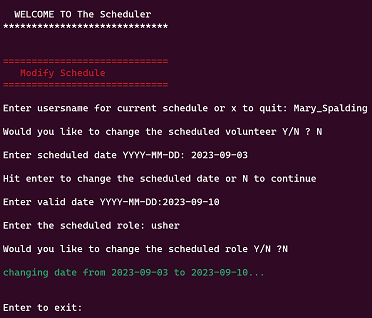 WELCOME TO The Scheduler
*****************************
=============================
Modify Schedule
=============================
Enter usersname for current schedule or x to quit: Mary_Spalding
Would you like to change the scheduled volunteer Y/N ? N
Enter scheduled date YYYY-MM-DD: 2023-09-03
Hit enter to change the scheduled date or N to continue
Enter valid date YYYY-MM-DD:2023-09-10
Enter the scheduled role: usher
Would you like to change the scheduled role Y/N ?N
changing date from 2023-09-03 to 2023-09-10...
Enter to exit: